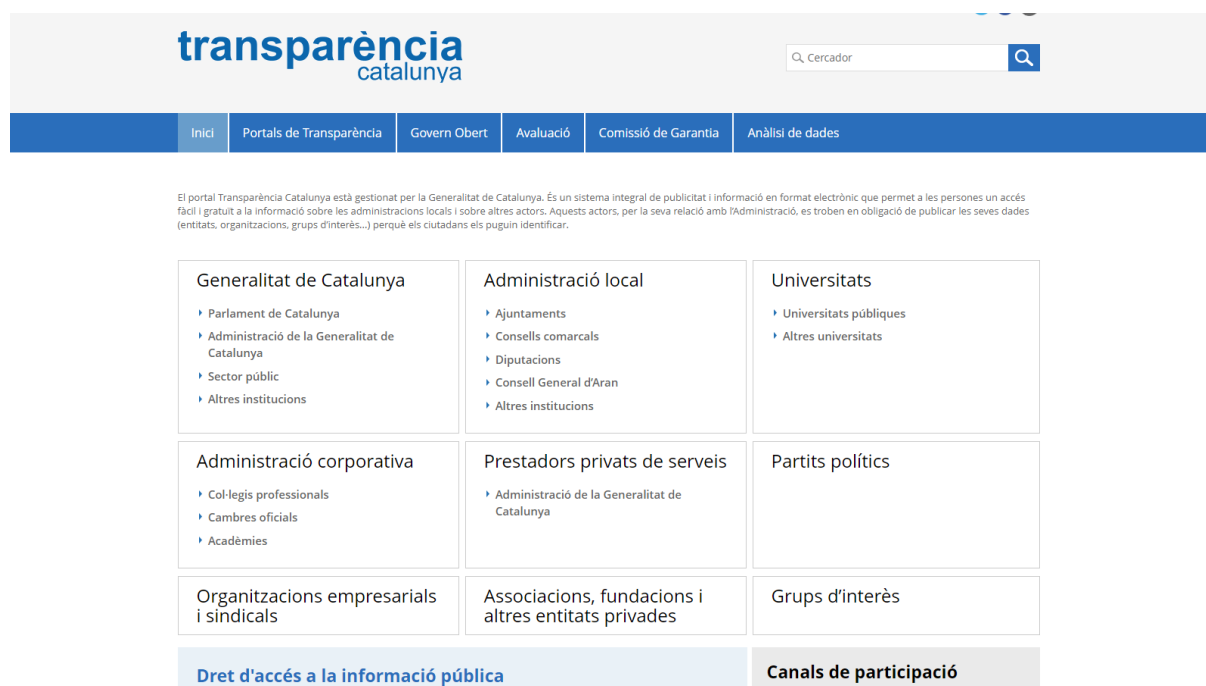 transparència
catalunya
Cercador
Inici
Portals de Transparència
Govern Obert
Avaluació
Comissió de Garantia
Anàlisi de dades
El portal Transparència Catalunya està gestionat per la Generalitat de Catalunya. És un sistema integral de publicitat i informació en format electrònic que permet a les persones un accés
fàcil i gratuït a la informació sobre les administracions locals i sobre altres actors. Aquests actors, per la seva relació amb l'Administració, es troben en obligació de publicar les seves dades
(entitats, organitzacions, grups d'interès...) perquè els ciutadans els puguin identificar.
Generalitat de Catalunya
Parlament de Catalunya
Administració de la Generalitat de
Catalunya
Sector públic
Altres institucions
Administració local
Ajuntaments
Consells comarcals
Diputacions
Consell General d'Aran
Altres institucions
Universitats
Universitats públiques
Altres universitats
Administració corporativa
Col·legis professionals
Cambres oficials
Acadèmies
Prestadors privats de serveis
Administració de la Generalitat de
Catalunya
Partits polítics
Organitzacions empresarials
i sindicals
Associacions, fundacions i
altres entitats privades
Grups d'interès
Dret d'accés a la informació pública
Canals de participació